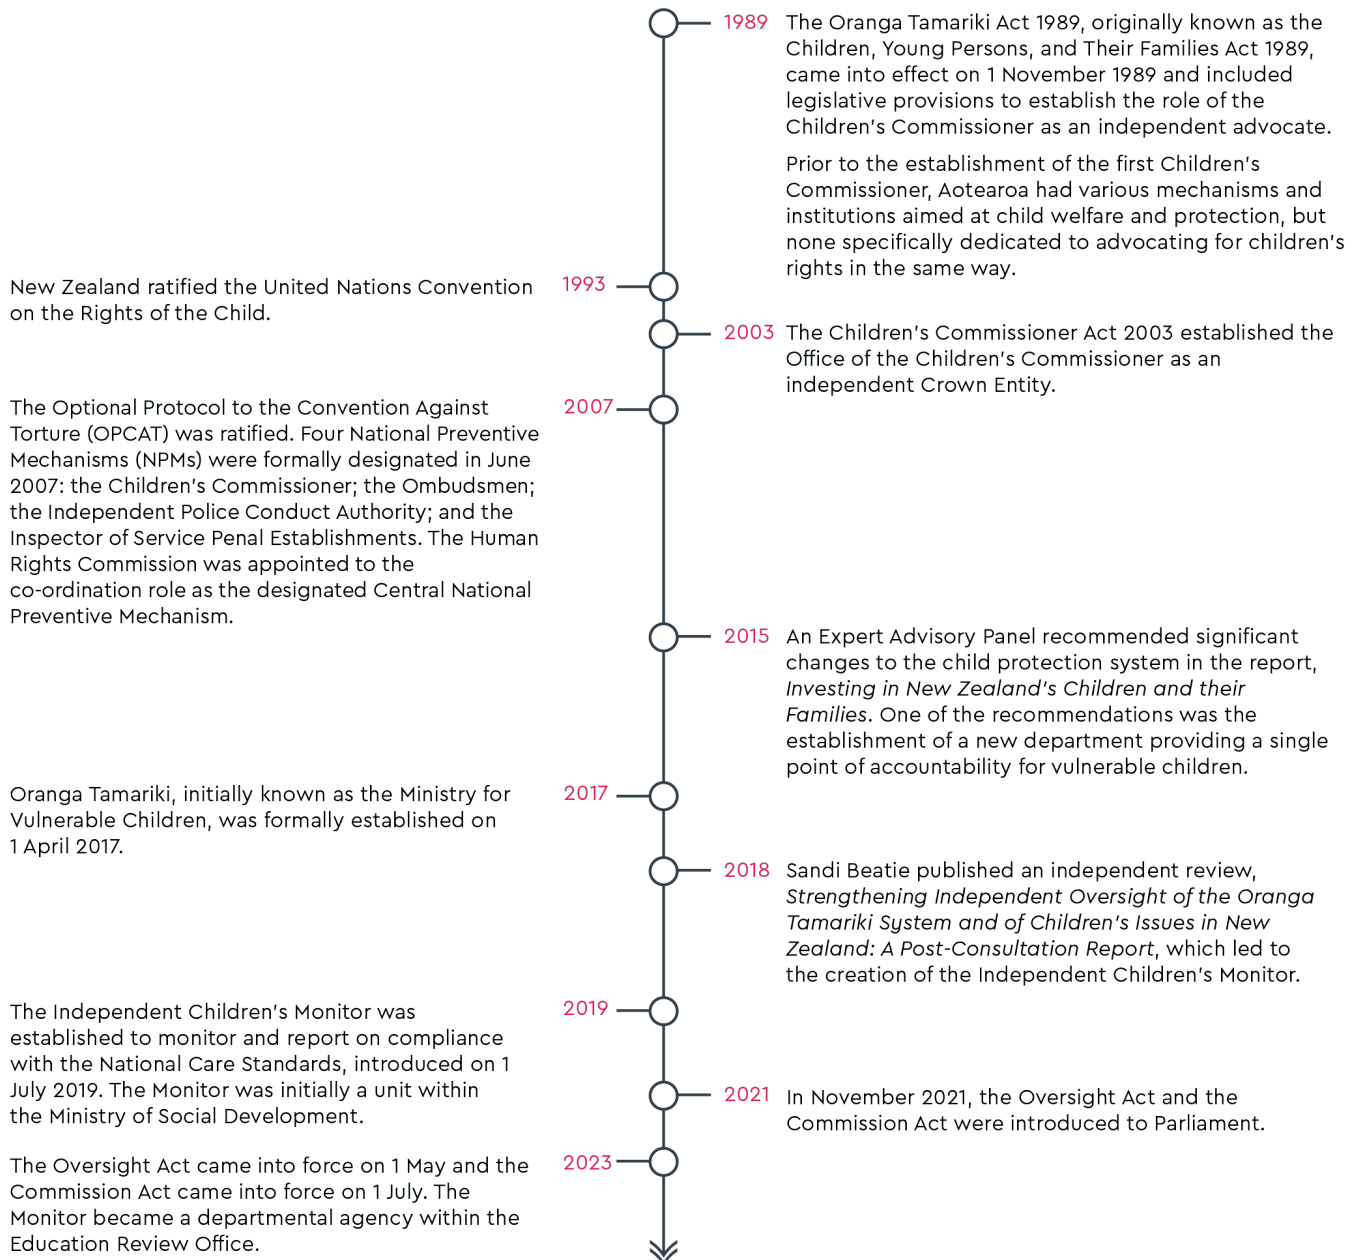 1989
The Oranga Tamariki Act 1989, originally known as the
Children, Young Persons, and Their Families Act 1989,
came into effect on 1 November 1989 and included
legislative provisions to establish the role of the
Children's Commissioner as an independent advocate.
Prior to the establishment of the first Children's
Commissioner, Aotearoa had various mechanisms and
institutions aimed at child welfare and protection, but
none specifically dedicated to advocating for children's
rights in the same way.
1993
New Zealand ratified the United Nations Convention
on the Rights of the Child.
2003
The Children's Commissioner Act 2003 established the
Office of the Children's Commissioner as an
independent Crown Entity.
2007
The Optional Protocol to the Convention Against
Torture (OPCAT) was ratified. Four National Preventive
Mechanisms (NPMs) were formally designated in June
2007: the Children's Commissioner; the Ombudsmen;
the Independent Police Conduct Authority; and the
Inspector of Service Penal Establishments. The Human
Rights Commission was appointed to the
co-ordination role as the designated Central National
Preventive Mechanism.
2015
An Expert Advisory Panel recommended significant
changes to the child protection system in the report,
Investing in New Zealand's Children and their
Families. One of the recommendations was the
establishment of a new department providing a single
point of accountability for vulnerable children.
2017
Oranga Tamariki, initially known as the Ministry for
Vulnerable Children, was formally established on
1 April 2017.
2018
Sandi Beatie published an independent review,
Strengthening Independent Oversight of the Oranga
Tamariki System and of Children's Issues in New
Zealand: A Post-Consultation Report, which led to
the creation of the Independent Children's Monitor.
2019
The Independent Children's Monitor was
established to monitor and report on compliance
with the National Care Standards, introduced on 1
July 2019. The Monitor was initially a unit within
the Ministry of Social Development.
2021
In November 2021, the Oversight Act and the
Commission Act were introduced to Parliament.
2023
The Oversight Act came into force on 1 May and the
Commission Act came into force on 1 July. The
Monitor became a departmental agency within the
Education Review Office.